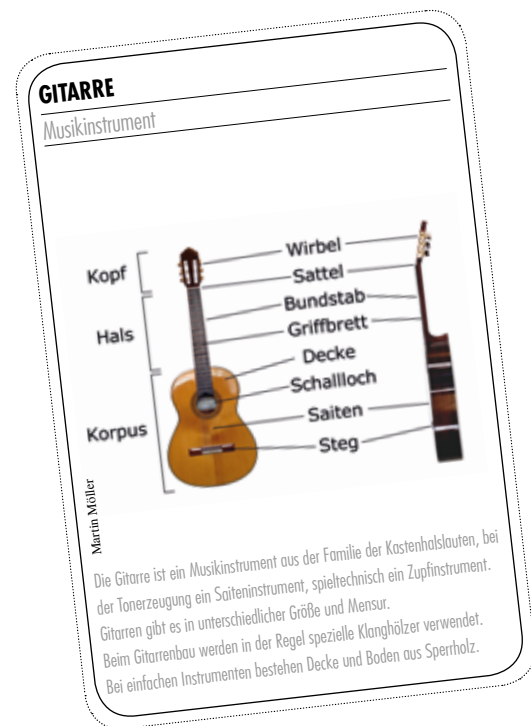 GITARRE
Musikinstrument
Wirbel
Kopf
Sattel
Bundstab
Hals
Griffbrett
Decke
Schallloch
Korpus
Saiten
Steg
Martin Möller
Die Gitarre ist ein Musikinstrument aus der Familie der Kastenhalslauten, bei
der Tonerzeugung ein Saiteninstrument, spieltechnisch ein Zupfinstrument.
Gitarren gibt es in unterschiedlicher Größe und Mensur.
Beim Gitarrenbau werden in der Regel spezielle Klanghölzer verwendet.
Bei einfachen Instrumenten bestehen Decke und Boden aus Sperrholz.